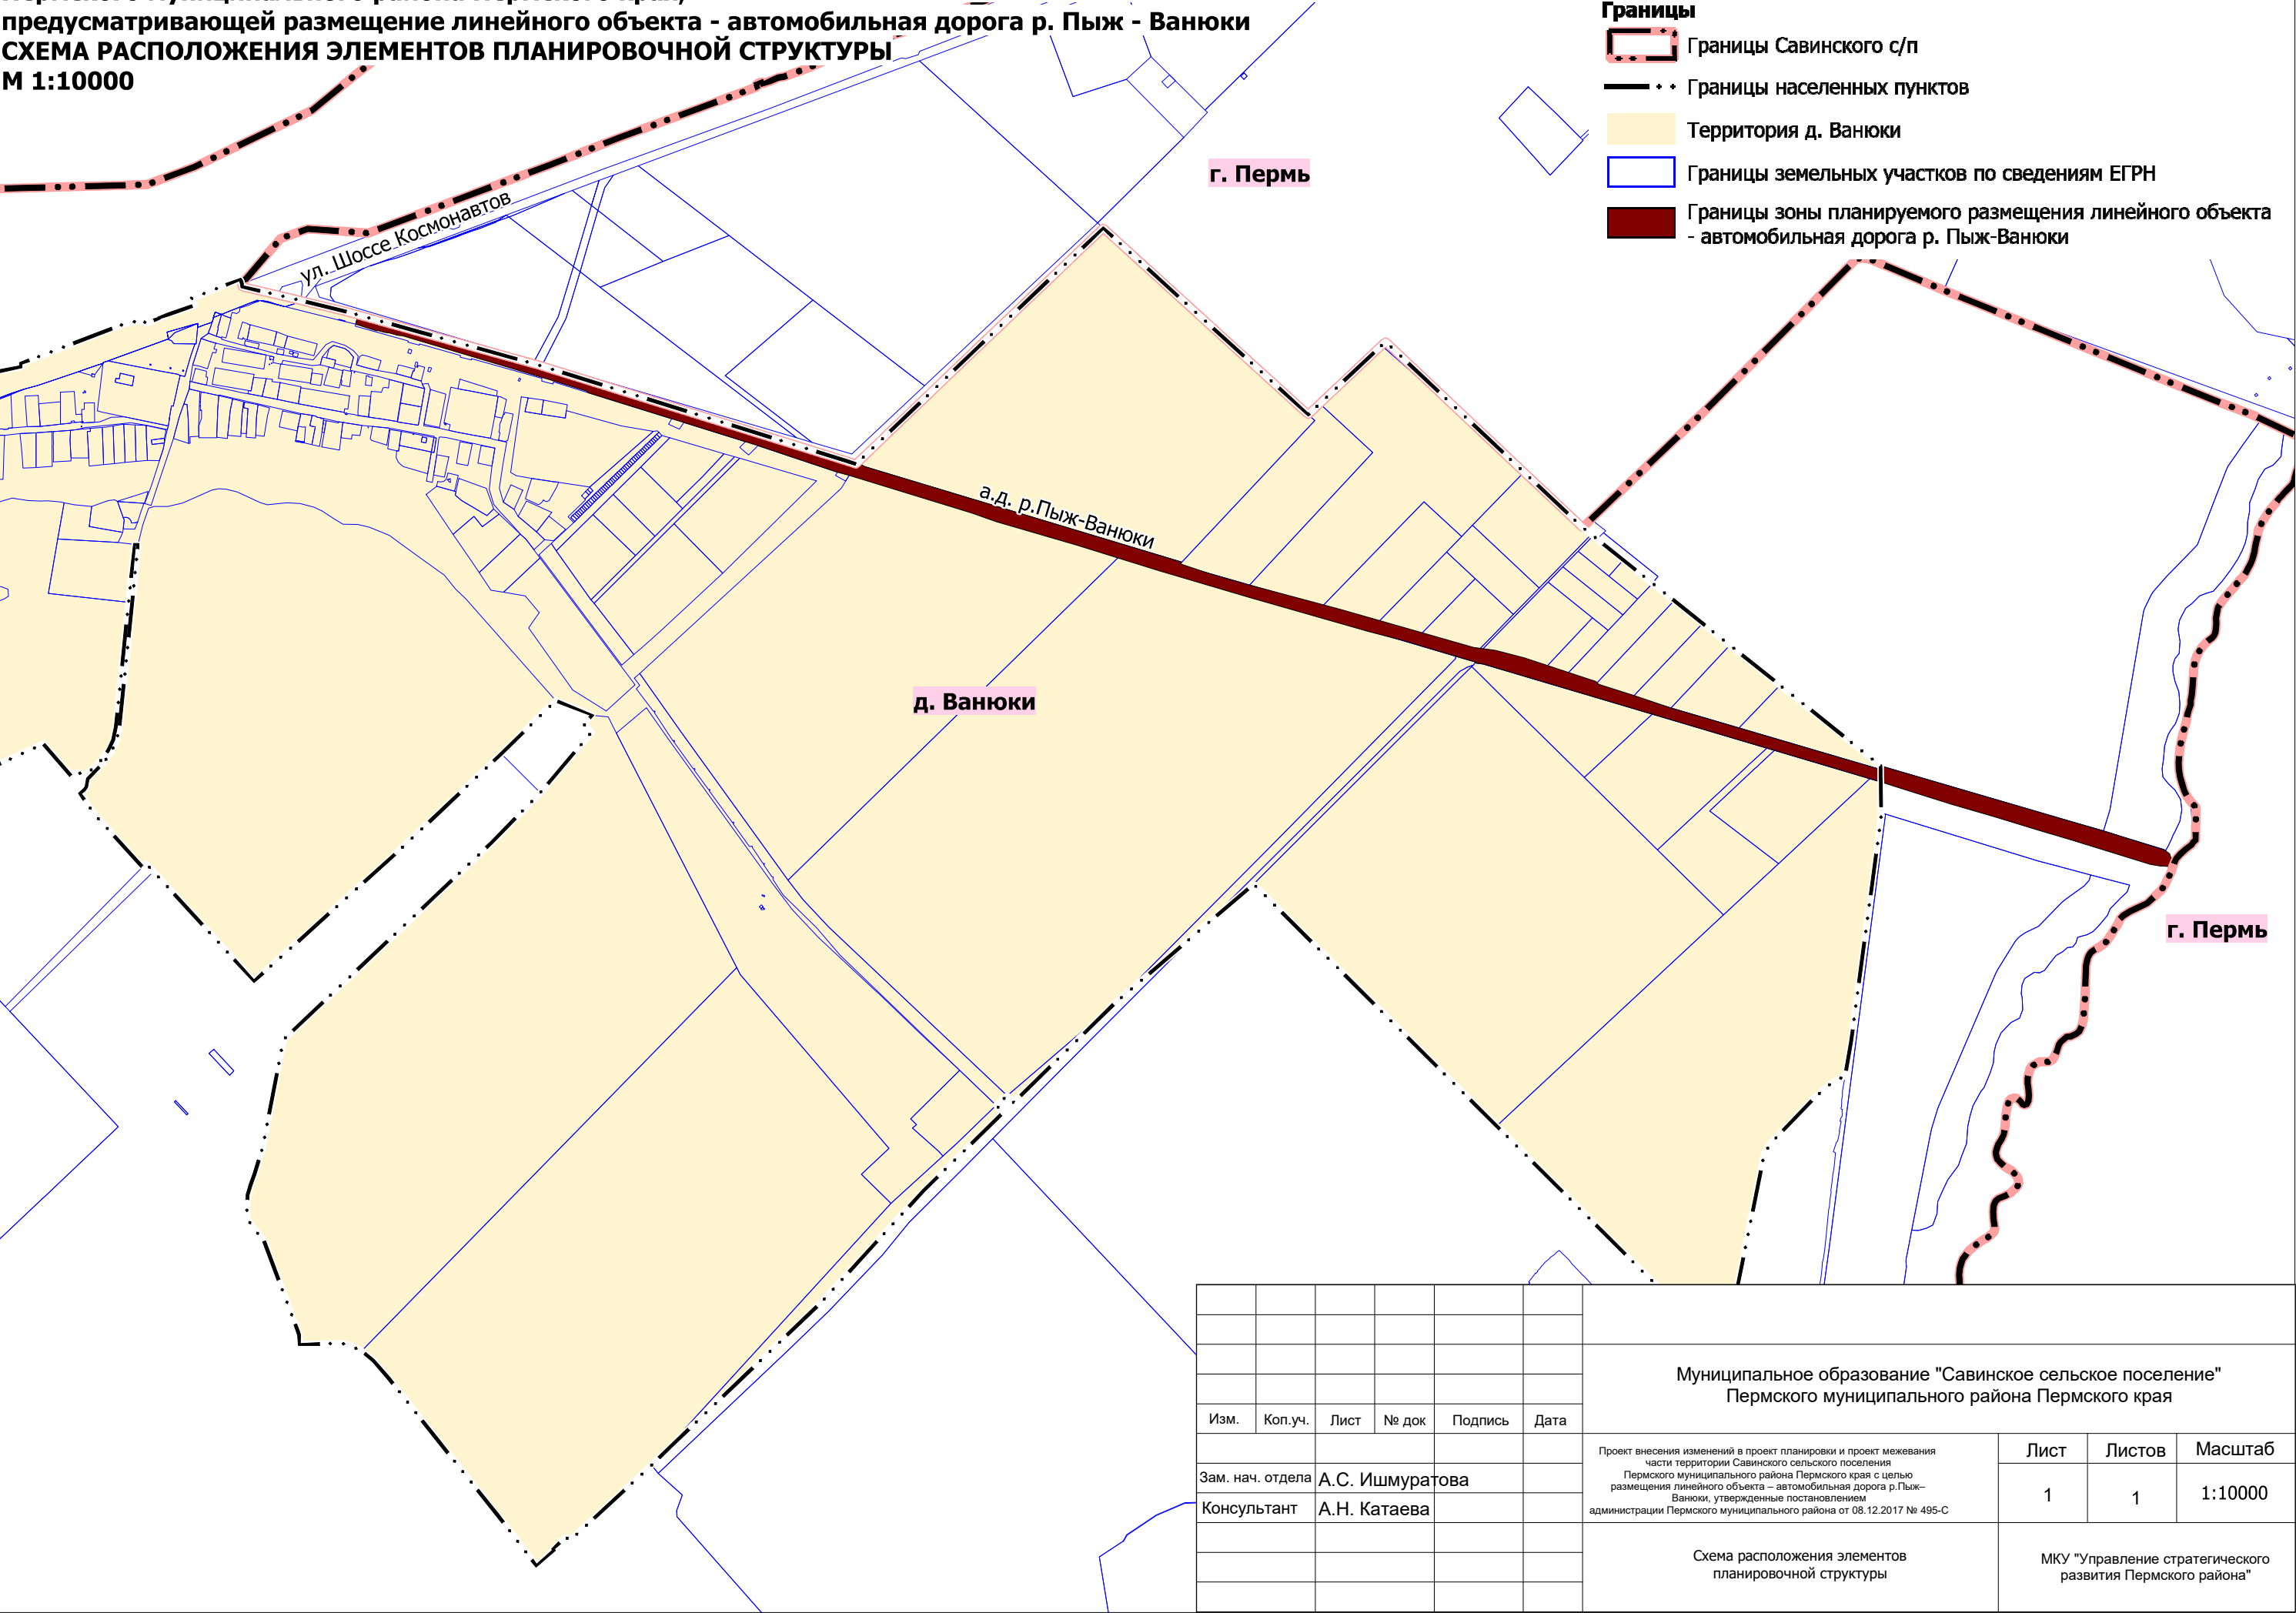 предусматривающей размещение линейного объекта - автомобильная дорога р. Пыж - Ванюки
СХЕМА РАСПОЛОЖЕНИЯ ЭЛЕМЕНТОВ ПЛАНИРОВОЧНОЙ СТРУКТУРЫ
М 1:10000
Границы
Границы Савинского с/п
Границы населенных пунктов
Территория д. Ванюки
Границы земельных участков по сведениям ЕГРН
Границы зоны планируемого размещения линейного объекта
- автомобильная дорога р. Пыж-Ванюки
г. Пермь
ул. Шоссе Космонавтов
а.д. р.Пыж-Ванюки
д. Ванюки
г. Пермь
Муниципальное образование "Савинское сельское поселение"
Пермского муниципального района Пермского края
Изм. Кол.уч. Лист № док Подпись Дата
Проект внесения изменений в проект планировки и проект межевания
части территории Савинского сельского поселения
Пермского муниципального района Пермского края с целью
размещения линейного объекта – автомобильная дорога р.Пыж–
Ванюки, утвержденные постановлением
администрации Пермского муниципального района от 08.12.2017 № 495-С
Лист Листов Масштаб
1 1 1:10000
Зам. нач. отдела А.С. Ишмуратова
Консультант А.Н. Катаева
Схема расположения элементов
планировочной структуры
МКУ "Управление стратегического
развития Пермского района"